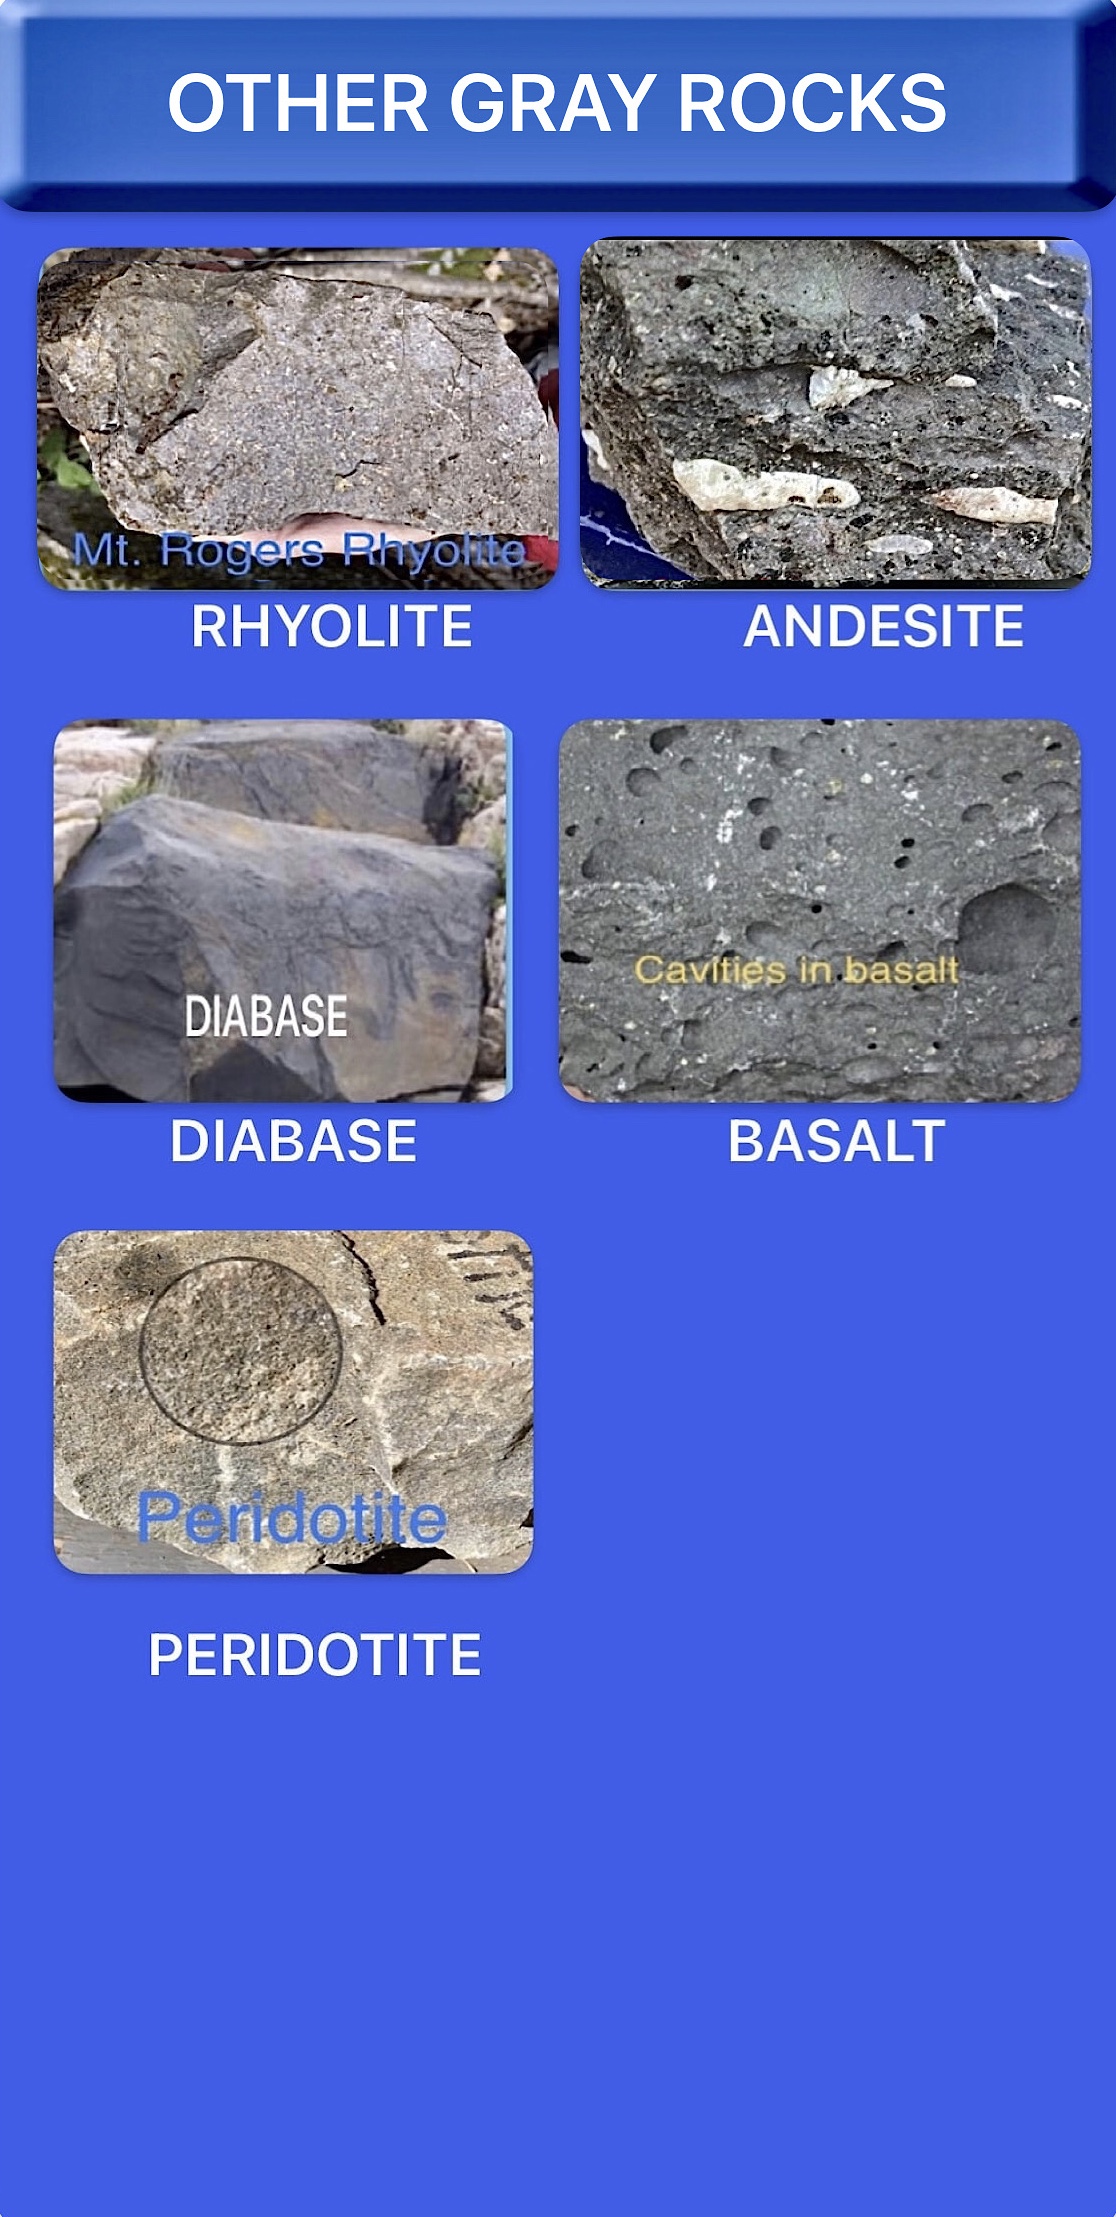 OTHER GRAY ROCKS
Mt. Rogers Rhyolite
RHYOLITE
ANDESITE
DIABASE
Cavities in basalt
DIABASE
BASALT
Peridotite
PERIDOTITE